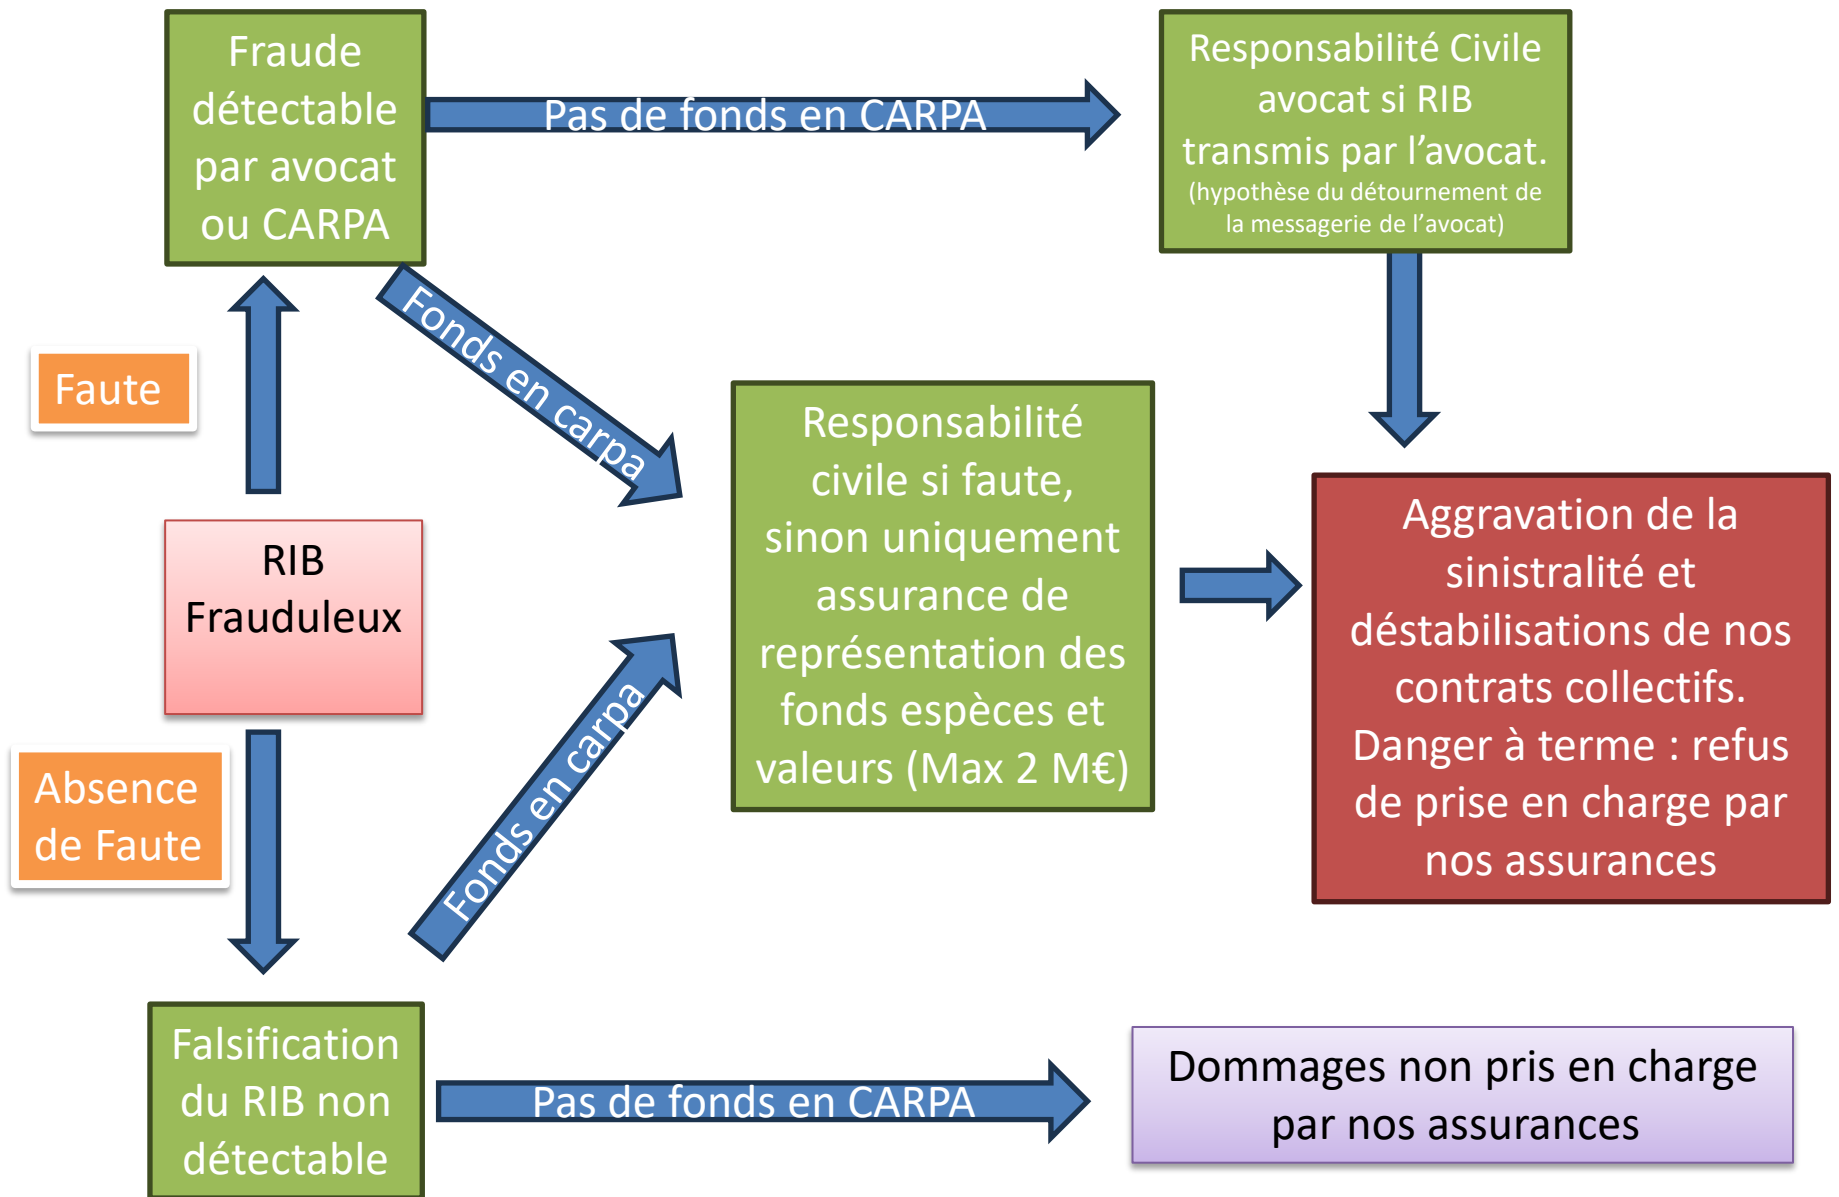 Fraude
détectable
par avocat
ou CARPA
Pas de fonds en CARPA
Responsabilité Civile
avocat si RIB
transmis par l’avocat.
(hypothèse du détournement de
la messagerie de l’avocat)
Fonds en carpa
Faute
Responsabilité
civile si faute,
sinon uniquement
assurance de
représentation des
fonds espèces et
valeurs (Max 2 M€)
Aggravation de la
sinistralité et
déstabilisations de nos
contrats collectifs.
Danger à terme : refus
de prise en charge par
nos assurances
RIB
Frauduleux
Absence
de Faute
Fonds en carpa
Falsification
du RIB non
détectable
Pas de fonds en CARPA
Dommages non pris en charge
par nos assurances